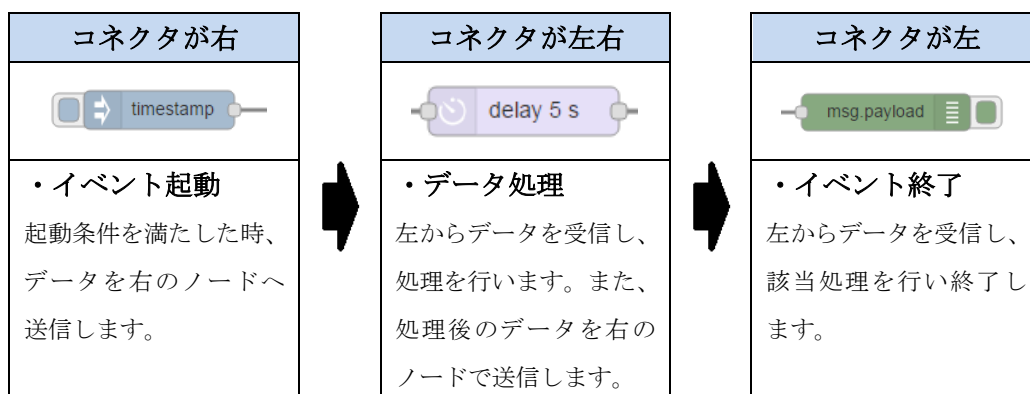 コネクタが右
timestamp
・イベント起動
起動条件を満たした時、
データを右のノードへ
送信します。
コネクタが左右
delay 5 s
・データ処理
左からデータを受信し、
処理を行います。また、
処理後のデータを右の
ノードで送信します。
コネクタが左
msg.payload
・イベント終了
左からデータを受信し、
該当処理を行い終了し
ます。